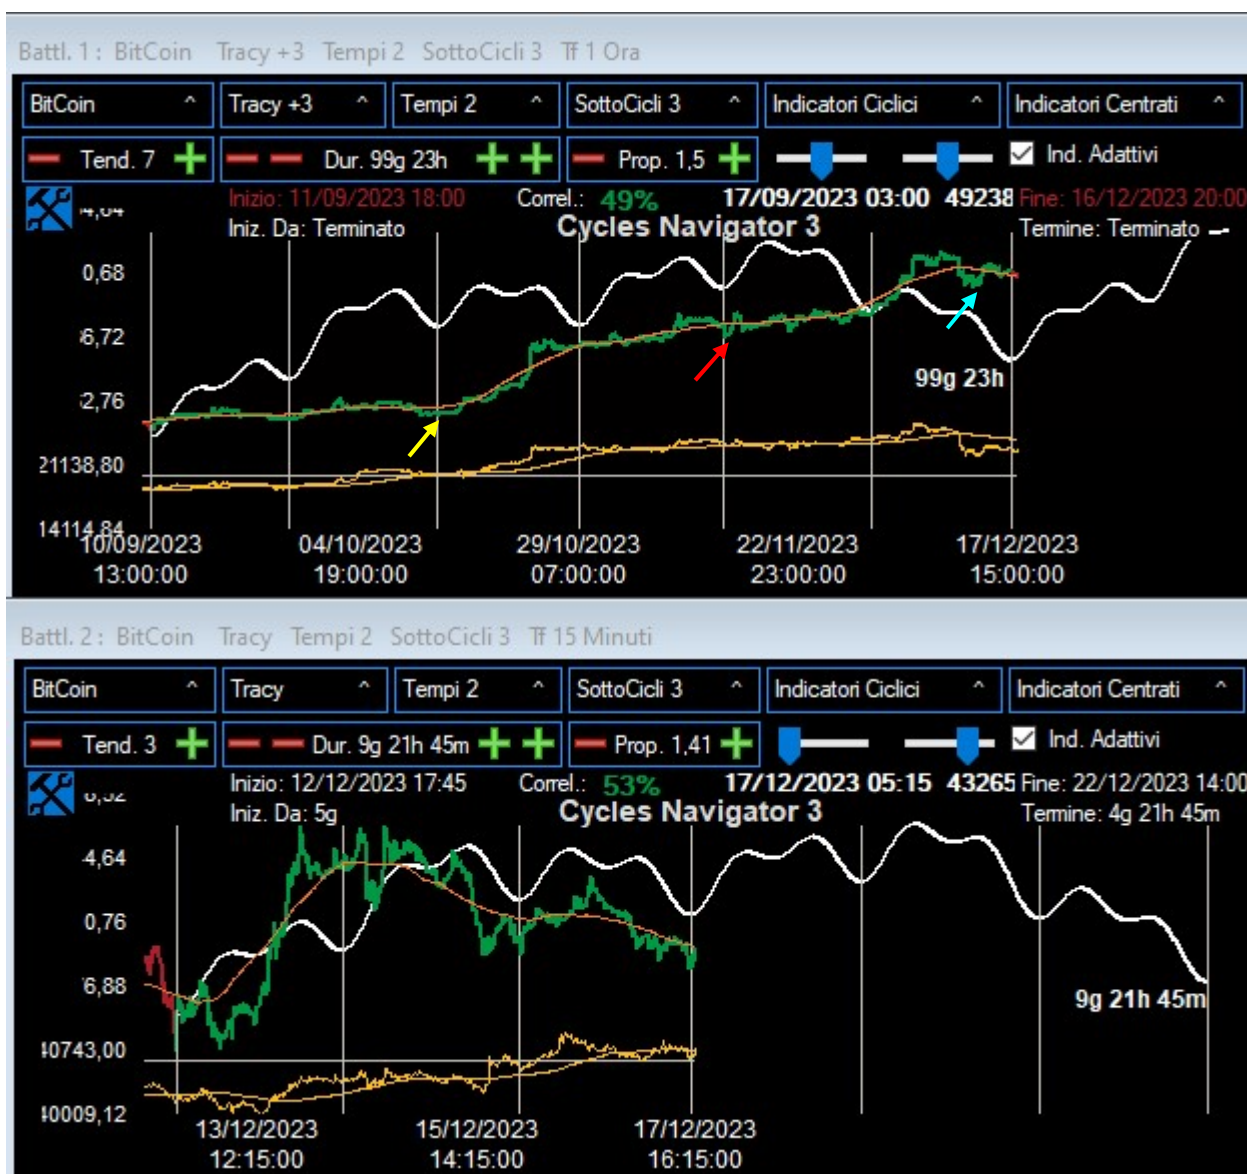 Battl. 1 : BitCoin Tracy +3 Tempi 2 SottoCicli 3 Tf 1 Ora
BitCoin ^ Tracy +3 ^ Tempi 2 ^ SottoCicli 3 ^ Indicatori Ciclici ^ Indicatori Centrati ^
Tend. 7 Dur. 99g 23h Prop. 1,5 Ind. Adattivi
Inizio: 11/09/2023 18:00 Correl.: 49% 17/09/2023 03:00 49238 Fine: 16/12/2023 20:00
Iniz. Da: Terminato Cycles Navigator 3 Termine: Terminato
0,68
6,72
2,76
99g 23h
21138,80
14114,84
10/09/2023 04/10/2023 29/10/2023 22/11/2023 17/12/2023
13:00:00 19:00:00 07:00:00 23:00:00 15:00:00
Battl. 2 : BitCoin Tracy Tempi 2 SottoCicli 3 Tf 15 Minuti
BitCoin ^ Tracy ^ Tempi 2 ^ SottoCicli 3 ^ Indicatori Ciclici ^ Indicatori Centrati ^
Tend. 3 Dur. 9g 21h 45m Prop. 1,41 Ind. Adattivi
Inizio: 12/12/2023 17:45 Correl.: 53% 17/12/2023 05:15 43265 Fine: 22/12/2023 14:00
Iniz. Da: 5g Cycles Navigator 3 Termine: 4g 21h 45m
4,64
0,76
6,88
9g 21h 45m
40743,00
40009,12
13/12/2023 15/12/2023 17/12/2023
12:15:00 14:15:00 16:15:00